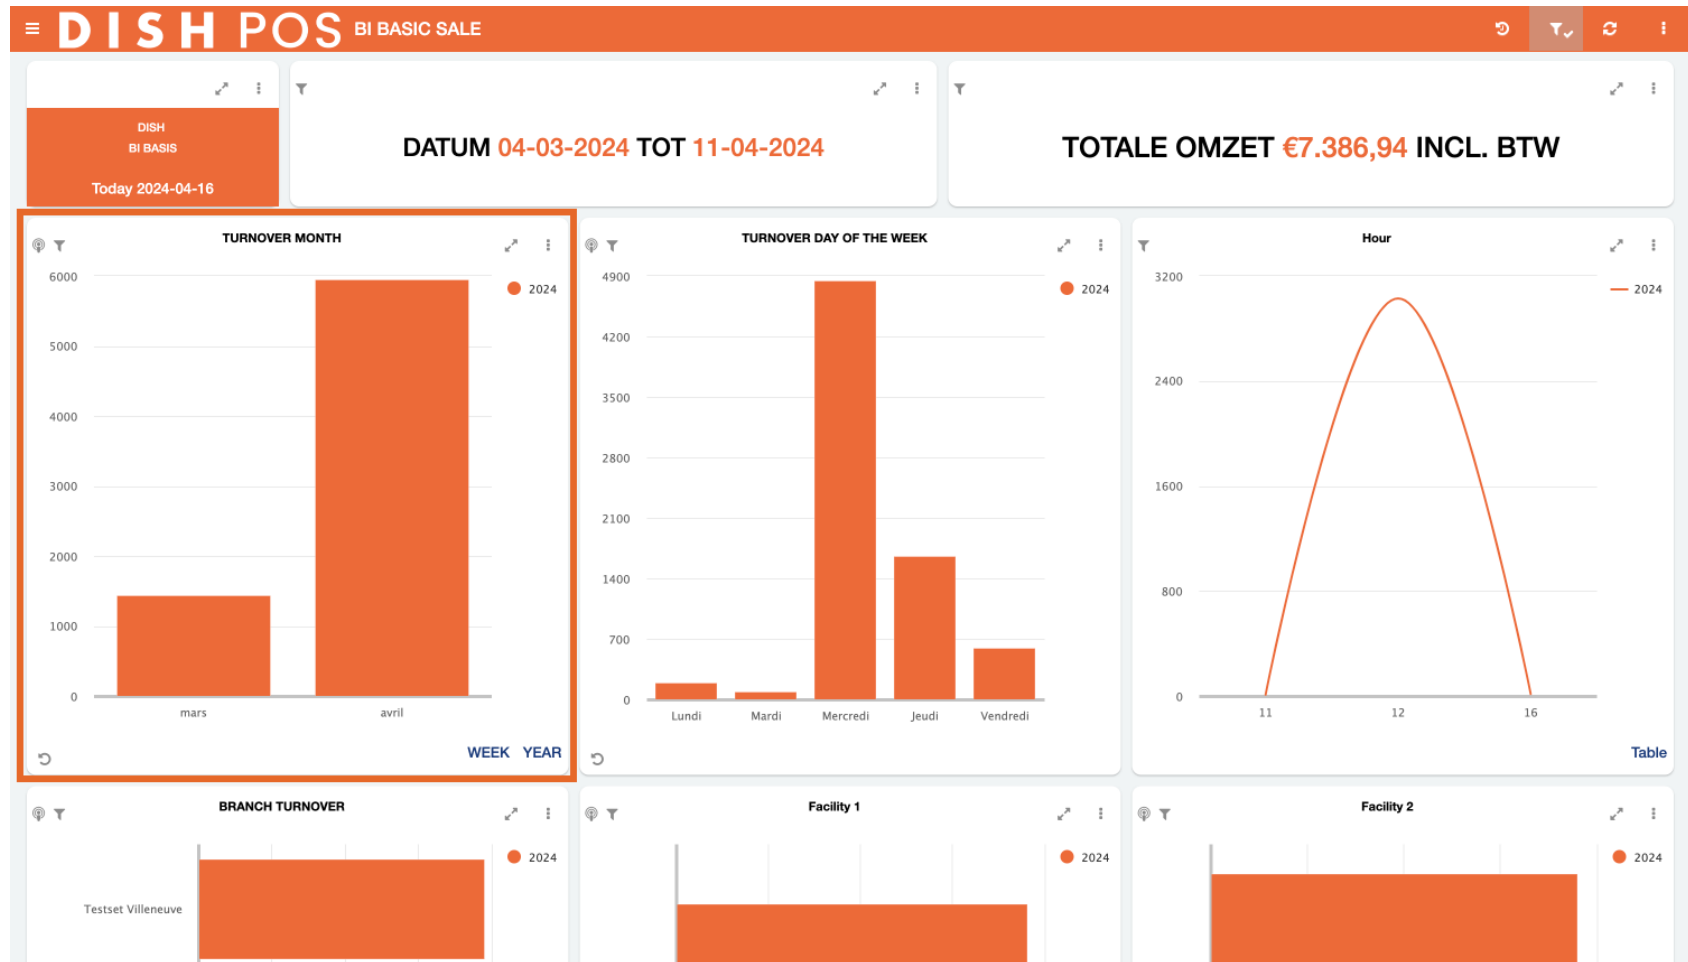 DISH POS BI BASIC SALE
DISH
BI BASIS
Today 2024-04-16
DATUM 04-03-2024 TOT 11-04-2024
TOTALE OMZET €7.386,94 INCL. BTW
TURNOVER MONTH
2024
6000
5000
4000
3000
2000
1000
0
mars avril
WEEK YEAR
TURNOVER DAY OF THE WEEK
2024
4900
4200
3500
2800
2100
1400
700
0
Lundi Mardi Mercredi Jeudi Vendredi
Hour
2024
3200
2400
1600
800
0
11 12 16
Table
BRANCH TURNOVER
2024
Testset Villeneuve
Facility 1
2024
Facility 2
2024